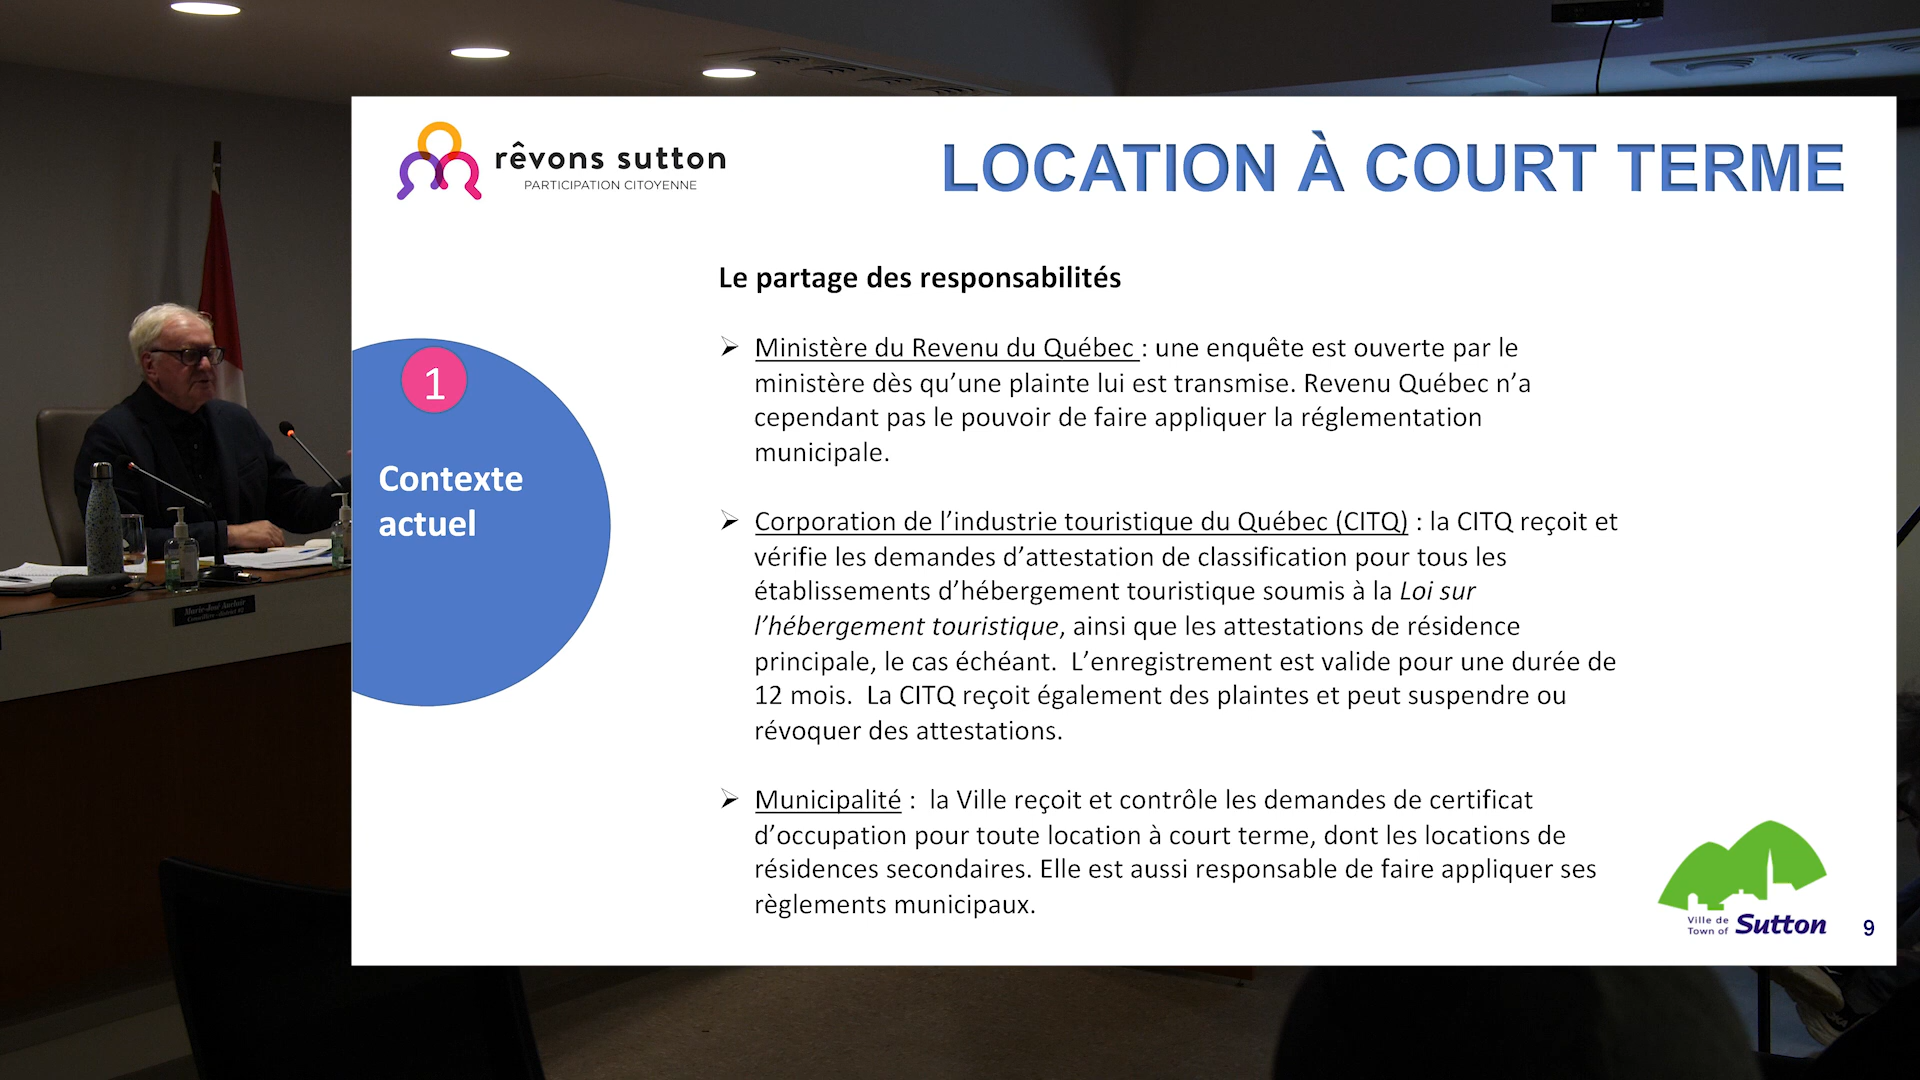 rêvons sutton
PARTICIPATION CITOYENNE
LOCATION À COURT TERME
Le partage des responsabilités
1
Contexte
actuel
➢ Ministère du Revenu du Québec : une enquête est ouverte par le
ministère dès qu’une plainte lui est transmise. Revenu Québec n’a
cependant pas le pouvoir de faire appliquer la réglementation
municipale.
➢ Corporation de l’industrie touristique du Québec (CITQ) : la CITQ reçoit et
vérifie les demandes d’attestation de classification pour tous les
établissements d’hébergement touristique soumis à la Loi sur
l’hébergement touristique, ainsi que les attestations de résidence
principale, le cas échéant. L’enregistrement est valide pour une durée de
12 mois. La CITQ reçoit également des plaintes et peut suspendre ou
révoquer des attestations.
➢ Municipalité : la Ville reçoit et contrôle les demandes de certificat
d’occupation pour toute location à court terme, dont les locations de
résidences secondaires. Elle est aussi responsable de faire appliquer ses
règlements municipaux.
Ville de
Town of Sutton
9
Marie-José Auclair